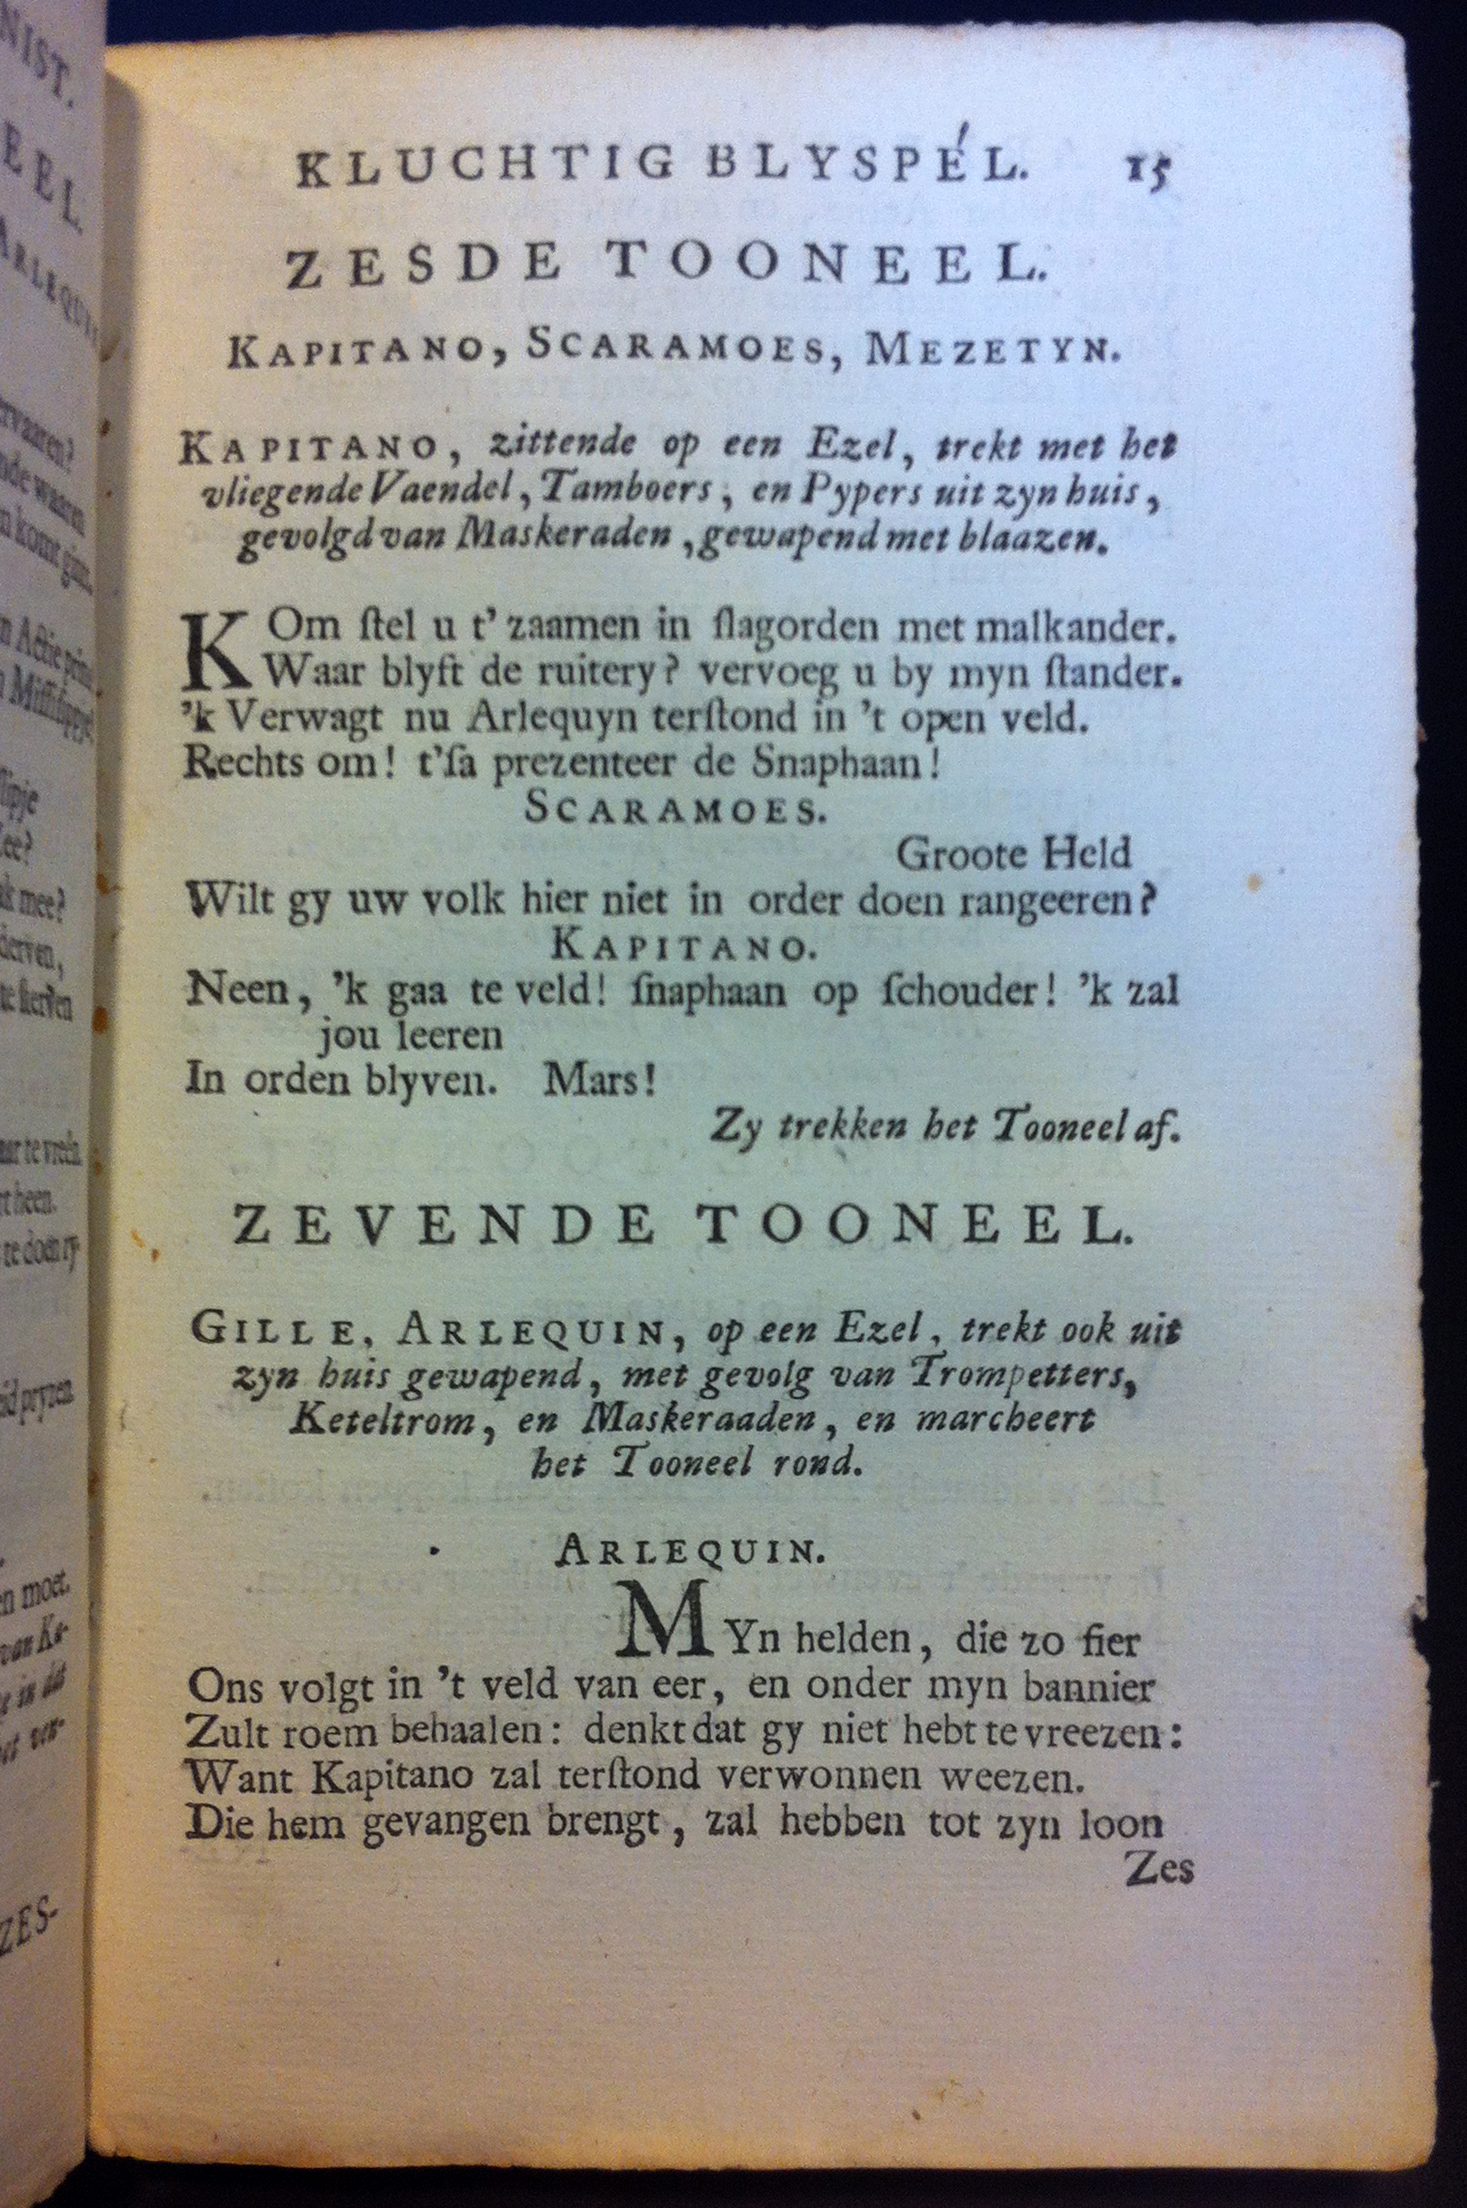 KLUCHTIG BLYSPÉL. 15
ZESDE TOONEEL.
KAPITANO, SCARAMOES, MEZETYN.
KAPITANO, zittende op een Ezel, trekt met het
vliegende Vaendel, Tamboers, en Pypers uit zyn huis,
gevolgd van Maskeraden, gewapend met blaazen.
KOm ſtel u t' zaamen in ſlagorden met malkander.
Waar blyft de ruitery? vervoeg u by myn ſtander.
'k Verwagt nu Arlequyn terſtond in 't open veld.
Rechts om! t'ſa prezenteer de Snaphaan!
SCARAMOES.
Groote Held
Wilt gy uw volk hier niet in order doen rangeeren?
KAPITANO.
Neen, 'k gaa te veld! ſnaphaan op ſchouder! 'k zal
jou leeren
In orden blyven. Mars!
Zy trekken het Tooneel af.
ZEVENDE TOONEEL.
GILLE, ARLEQUIN, op een Ezel, trekt ook uit
zyn huis gewapend, met gevolg van Trompetters,
Keteltrom, en Maskeraaden, en marcheert
het Tooneel rond.
ARLEQUIN.
MYn helden, die zo fier
Ons volgt in 't veld van eer, en onder myn bannier
Zult roem behaalen: denkt dat gy niet hebt te vreezen:
Want Kapitano zal terſtond verwonnen weezen.
Die hem gevangen brengt, zal hebben tot zyn loon
Zes